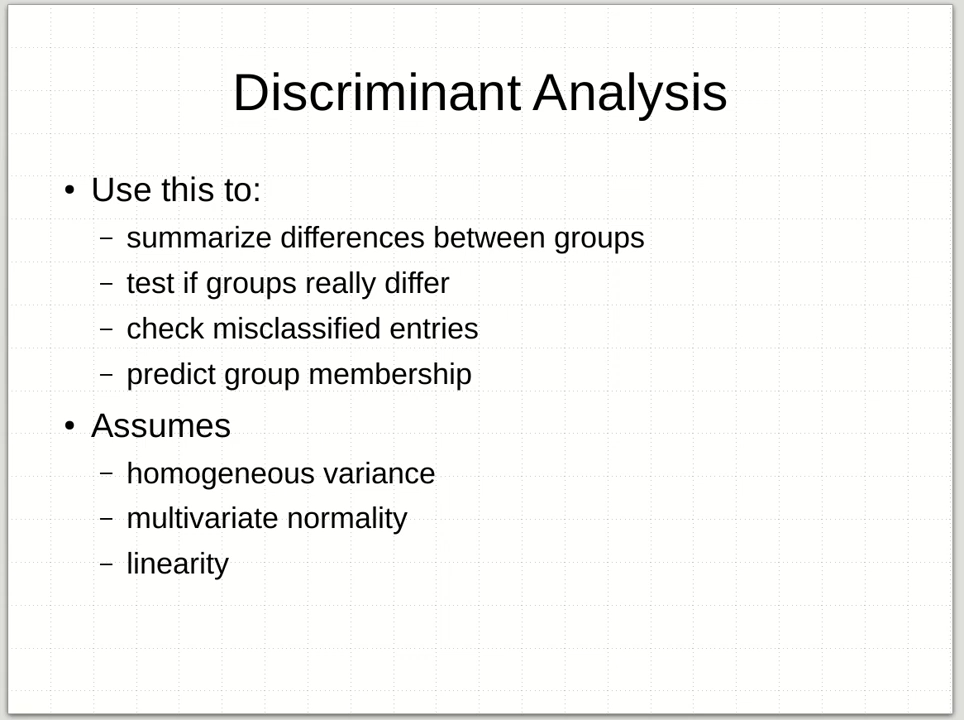 Discriminant Analysis
• Use this to:
– summarize differences between groups
– test if groups really differ
– check misclassified entries
– predict group membership
• Assumes
– homogeneous variance
– multivariate normality
– linearity